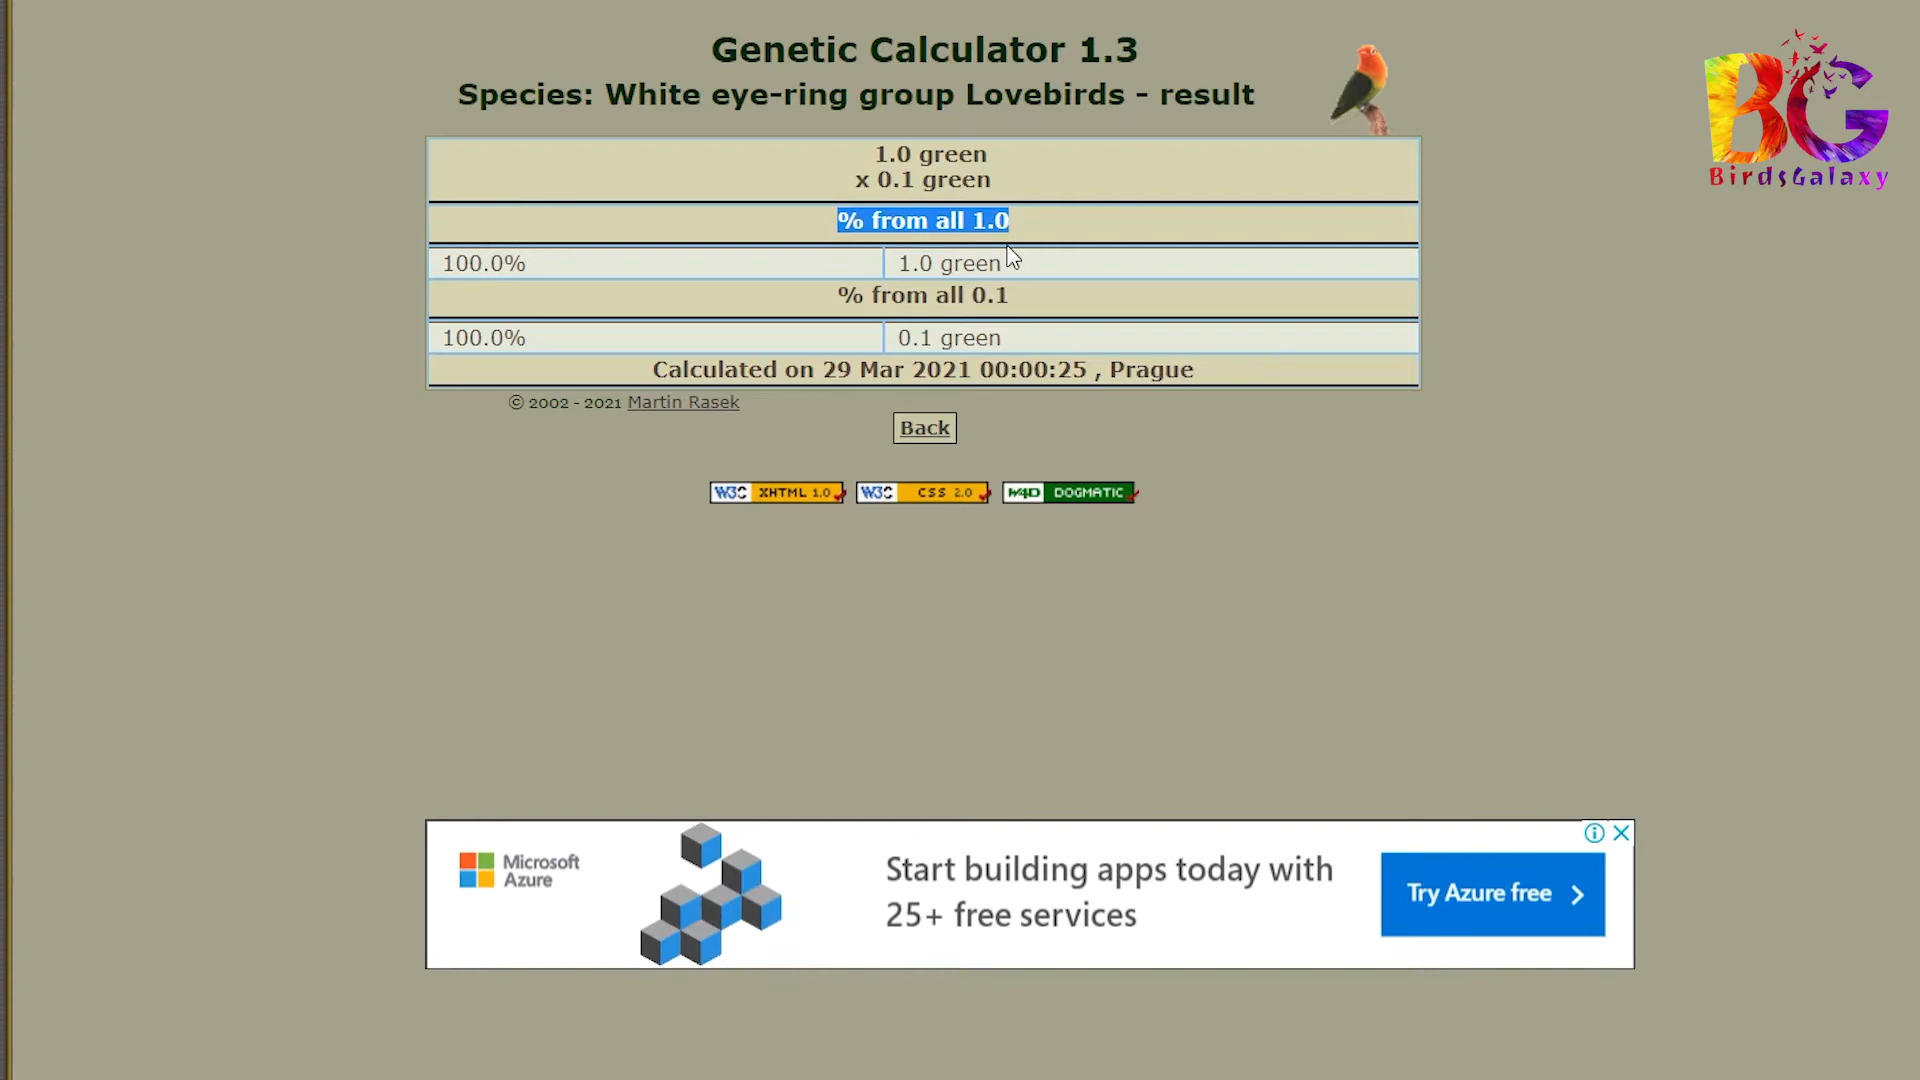 Genetic Calculator 1.3
Species: White eye-ring group Lovebirds - result
BG
BirdsGalaxy
1.0 green
x 0.1 green
% from all 1.0
100.0% 1.0 green
% from all 0.1
100.0% 0.1 green
Calculated on 29 Mar 2021 00:00:25 , Prague
© 2002 - 2021 Martin Rasek
Back
W3C XHTML 1.0 W3C CSS 2.0 W4D DOGMATIC
Microsoft
Azure
Start building apps today with
25+ free services
Try Azure free